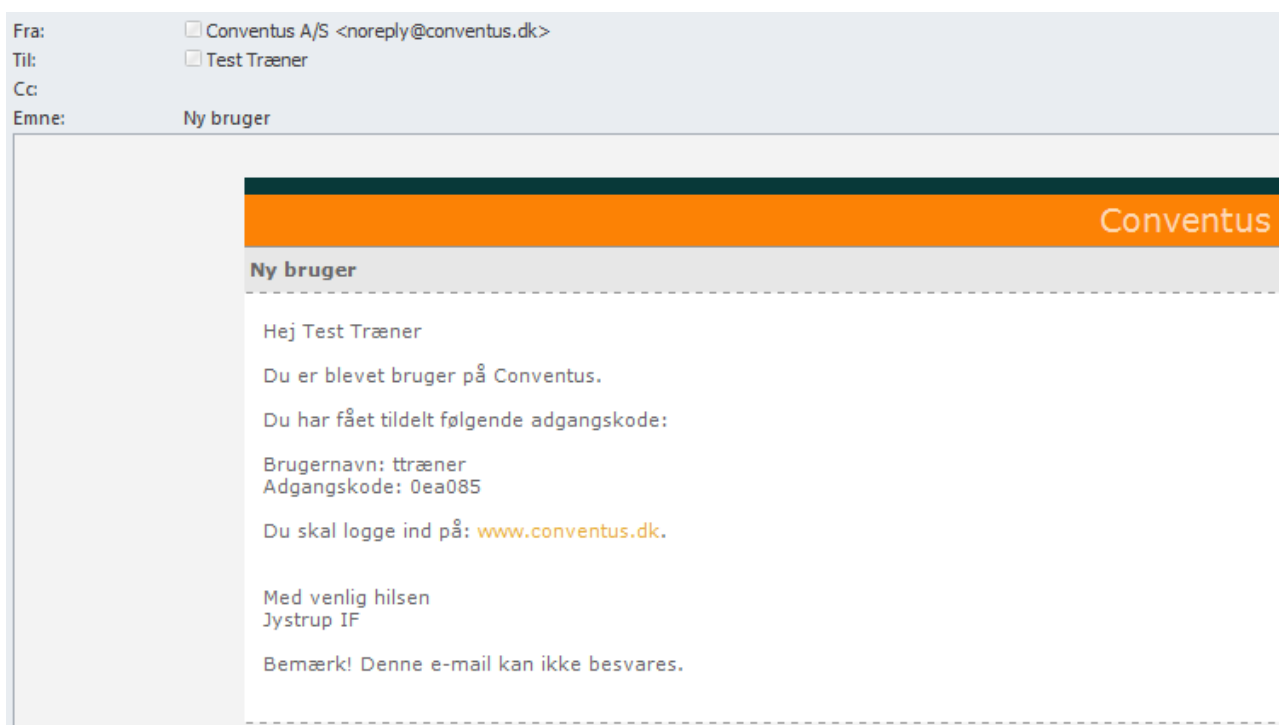 Fra: Conventus A/S <noreply@conventus.dk>
Til: Test Træner
Cc:
Emne: Ny bruger
Conventus
Ny bruger
Hej Test Træner
Du er blevet bruger på Conventus.
Du har fået tildelt følgende adgangskode:
Brugernavn: ttræner
Adgangskode: 0ea085
Du skal logge ind på: www.conventus.dk.
Med venlig hilsen
Jystrup IF
Bemærk! Denne e-mail kan ikke besvares.